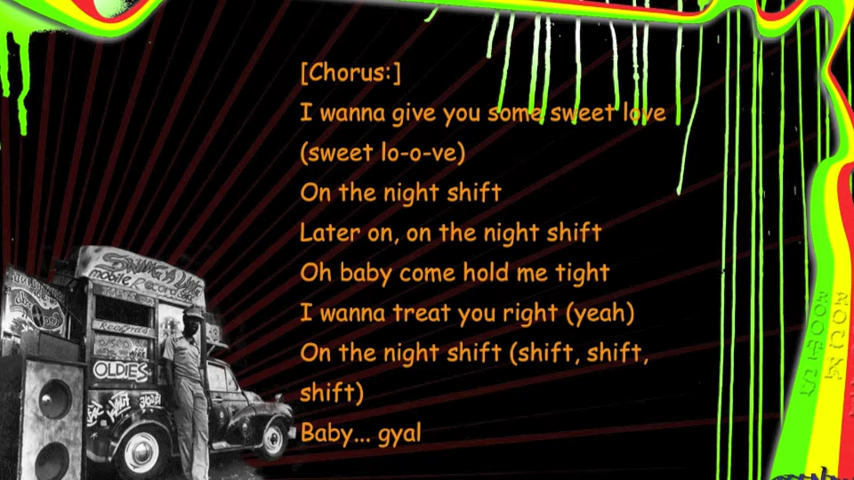 [Chorus:]
I wanna give you some sweet love
(sweet lo-o-ve)
On the night shift
Later on, on the night shift
Oh baby come hold me tight
I wanna treat you right (yeah)
On the night shift (shift, shift,
shift)
Baby... gyal
mobile
OLDIES
ROOTS